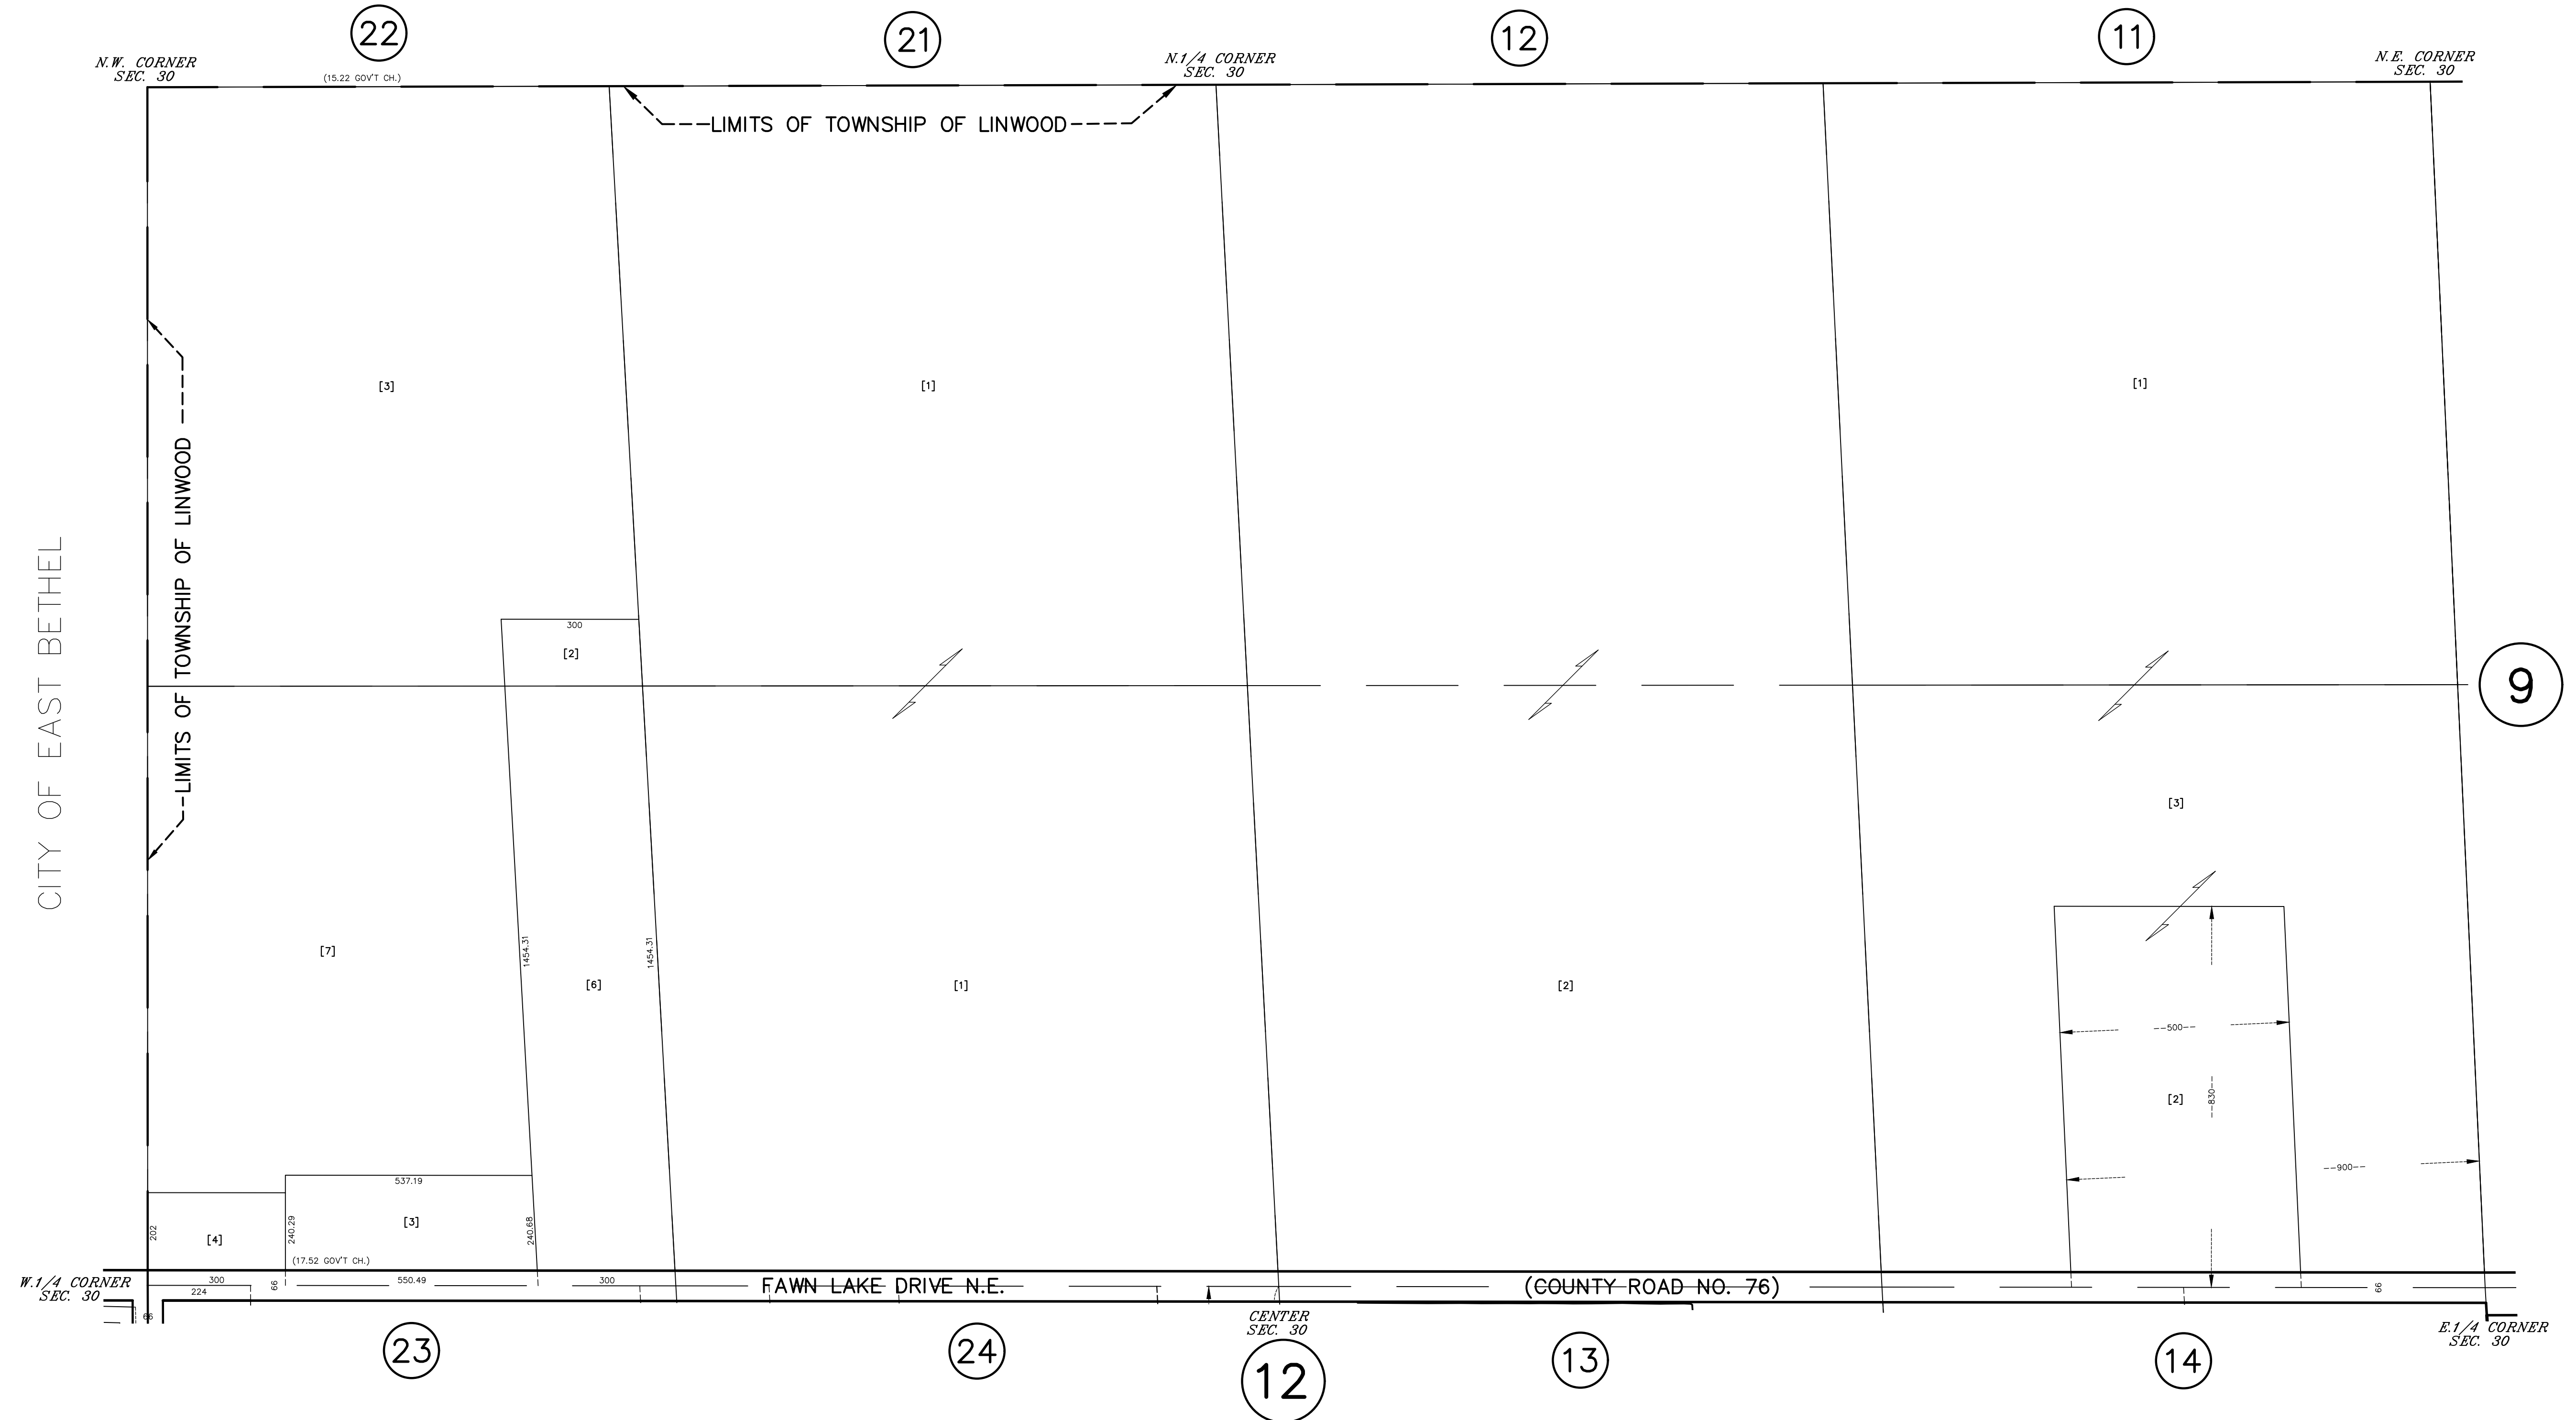 22
21
12
11
N.W. CORNER
SEC. 30
(15.22 GOV'T CH.)
N.1/4 CORNER
SEC. 30
N.E. CORNER
SEC. 30
LIMITS OF TOWNSHIP OF LINWOOD
[3]
[1]
[1]
LIMITS OF TOWNSHIP OF LINWOOD
CITY OF EAST BETHEL
300
[2]
9
[3]
[7]
1454.31
1454.31
[6]
[1]
[2]
500
[2]
830
900
537.19
202
[4]
240.29
[3]
240.68
(17.52 GOV'T CH.)
W.1/4 CORNER
SEC. 30
300
224
66
550.49
300
FAWN LAKE DRIVE N.E.
(COUNTY ROAD NO. 76)
66
CENTER
SEC. 30
E.1/4 CORNER
SEC. 30
23
24
12
13
14